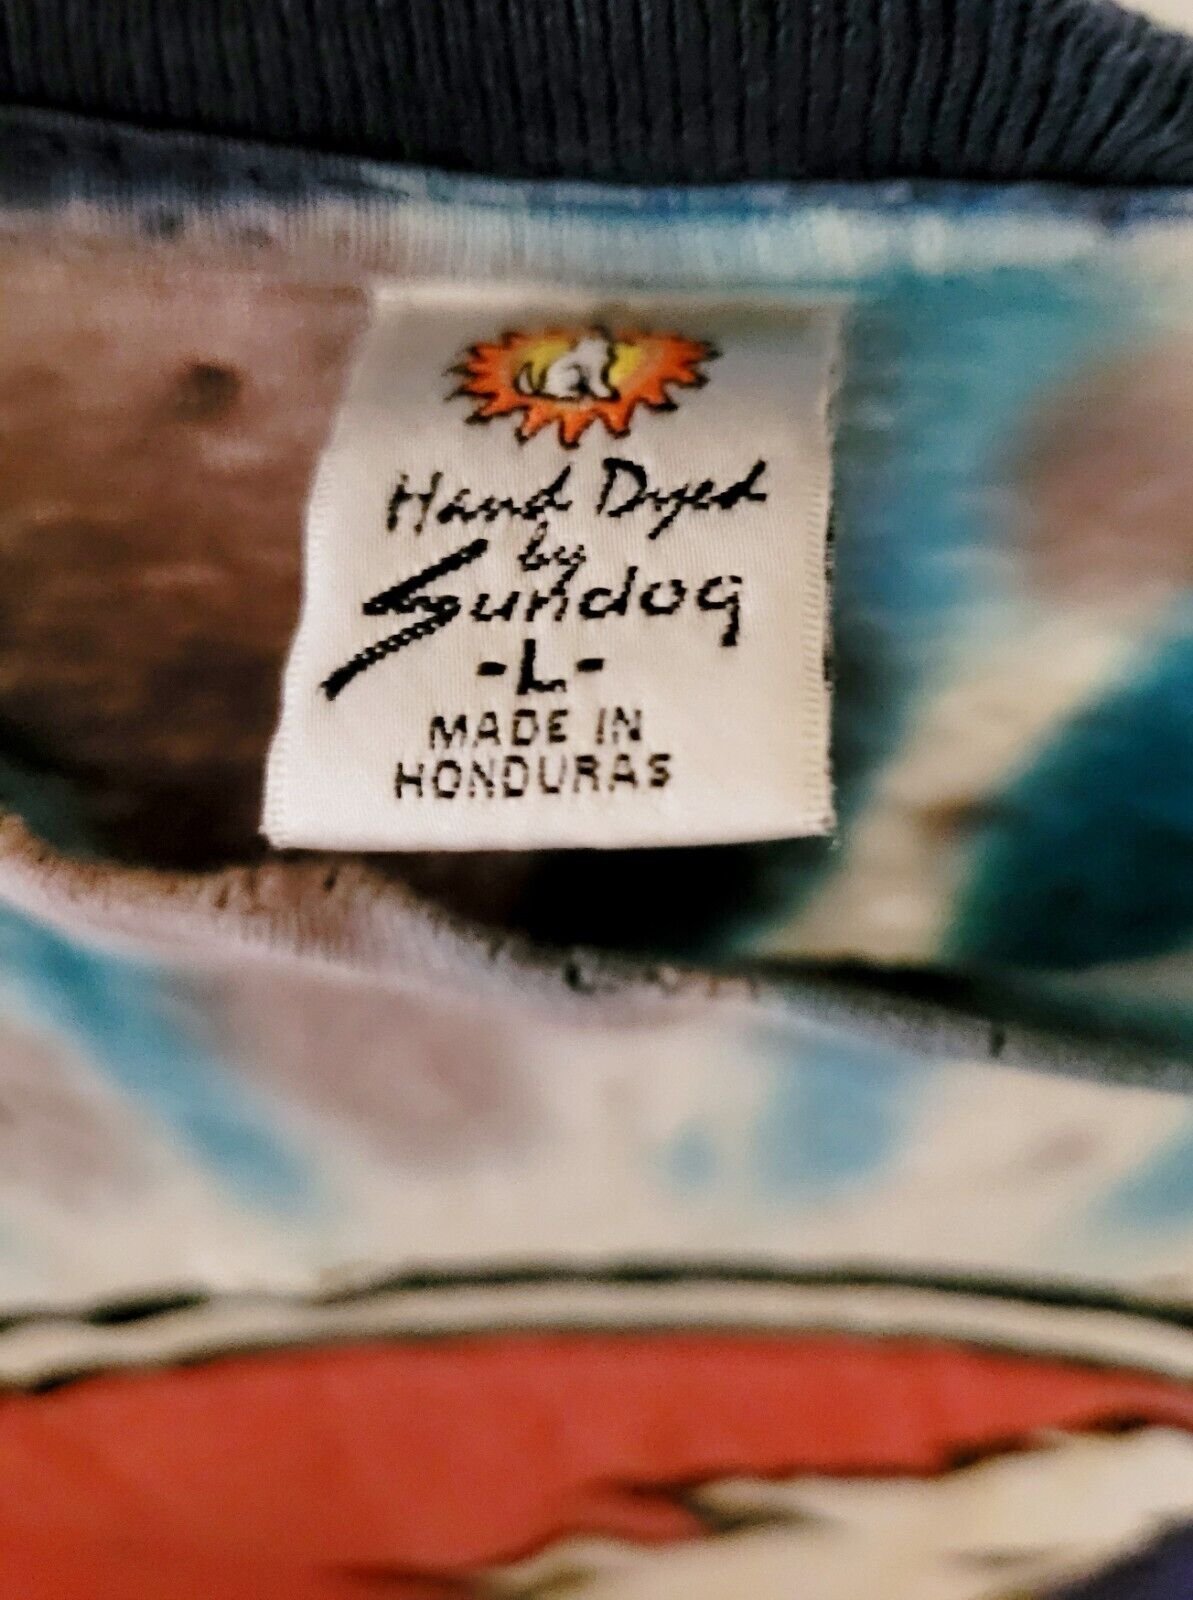 Hand Dyed
by
Sundog
-L-
MADE IN
HONDURAS